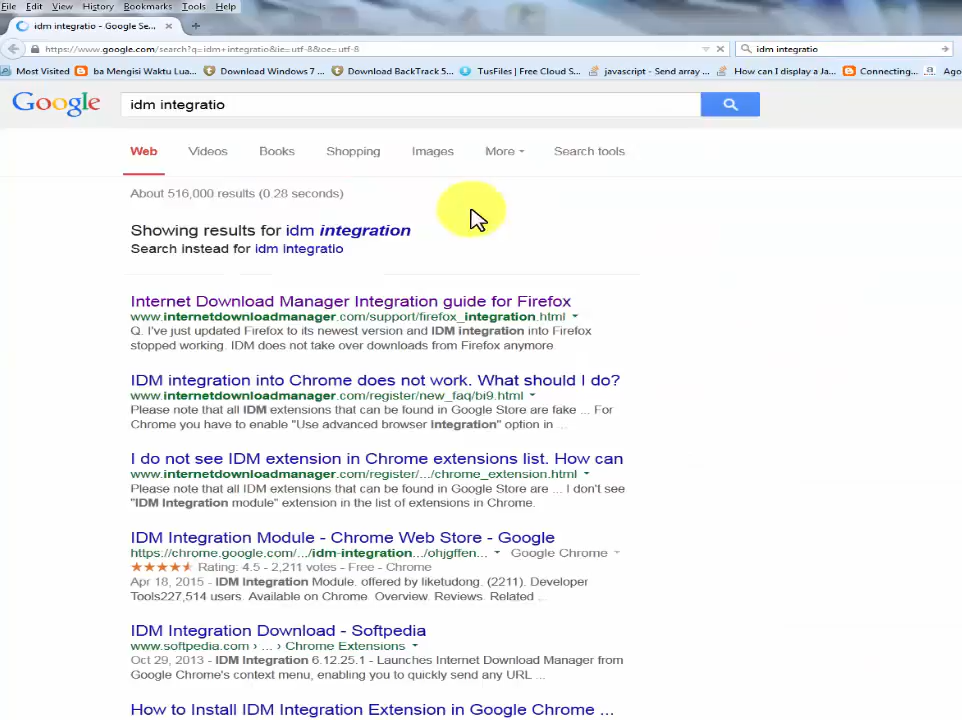 File Edit View History Bookmarks Tools Help
idm integratio - Google Se... × +
https://www.google.com/search?q=idm+integratio&ie=utf-8&oe=utf-8
idm integratio
Most Visited ba Mengisi Waktu Lua... Download Windows 7 ... Download BackTrack 5... TusFiles | Free Cloud S... javascript - Send array ... How can I display a Ja... Connecting... Ago
Google idm integratio
Web Videos Books Shopping Images More Search tools
About 516,000 results (0.28 seconds)
Showing results for idm integration
Search instead for idm integratio
Internet Download Manager Integration guide for Firefox
www.internetdownloadmanager.com/support/firefox_integration.html
Q. I've just updated Firefox to its newest version and IDM integration into Firefox
stopped working. IDM does not take over downloads from Firefox anymore.
IDM integration into Chrome does not work. What should I do?
www.internetdownloadmanager.com/register/new_faq/bi9.html
Please note that all IDM extensions that can be found in Google Store are fake ... For
Chrome you have to enable "Use advanced browser Integration" option in ...
I do not see IDM extension in Chrome extensions list. How can
www.internetdownloadmanager.com/register/.../chrome_extension.html
Please note that all IDM extensions that can be found in Google Store are ... I don't see
"IDM Integration module" extension in the list of extensions in Chrome.
IDM Integration Module - Chrome Web Store - Google
https://chrome.google.com/.../idm-integration.../ohjgffen... Google Chrome
Rating: 4.5 - 2,211 votes - Free - Chrome
Apr 18, 2015 - IDM Integration Module. offered by liketudong. (2211). Developer
Tools227,514 users. Available on Chrome. Overview. Reviews. Related ...
IDM Integration Download - Softpedia
www.softpedia.com › ... › Chrome Extensions
Oct 29, 2013 - IDM Integration 6.12.25.1 - Launches Internet Download Manager from
Google Chrome's context menu, enabling you to quickly send any URL ...
How to Install IDM Integration Extension in Google Chrome ...